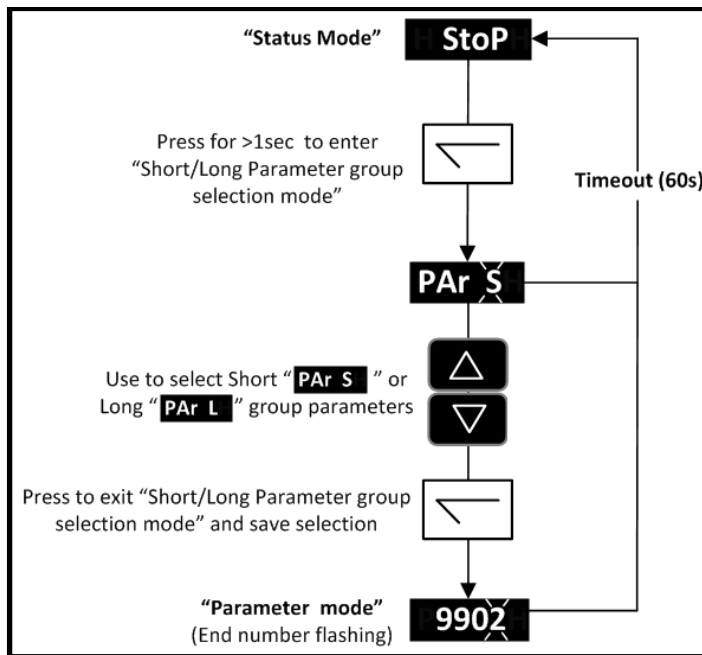 “Status Mode”
StoP
Press for >1sec to enter
“Short/Long Parameter group
selection mode”
Timeout (60s)
PAr S
Use to select Short “ PAr S ” or
Long “ PAr L ” group parameters
Press to exit “Short/Long Parameter group
selection mode” and save selection
“Parameter mode”
9902
(End number flashing)